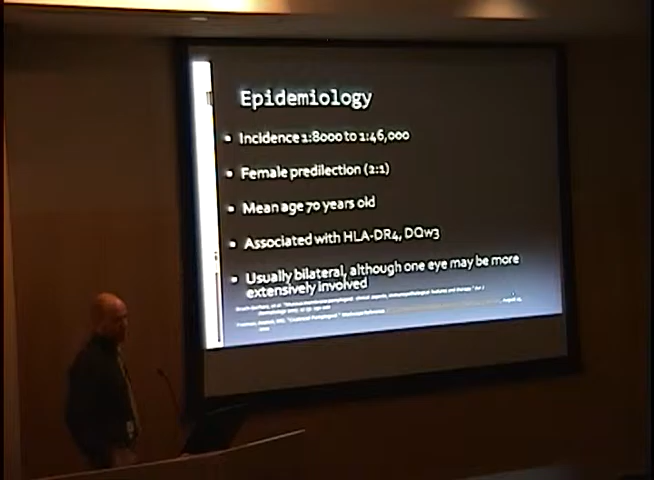 Epidemiology
Incidence 1:8000 to 1:46,000
Female predilection (2:1)
Mean age 70 years old
Associated with HLA-DR4, DQw3
Usually bilateral, although one eye may be more
extensively involved